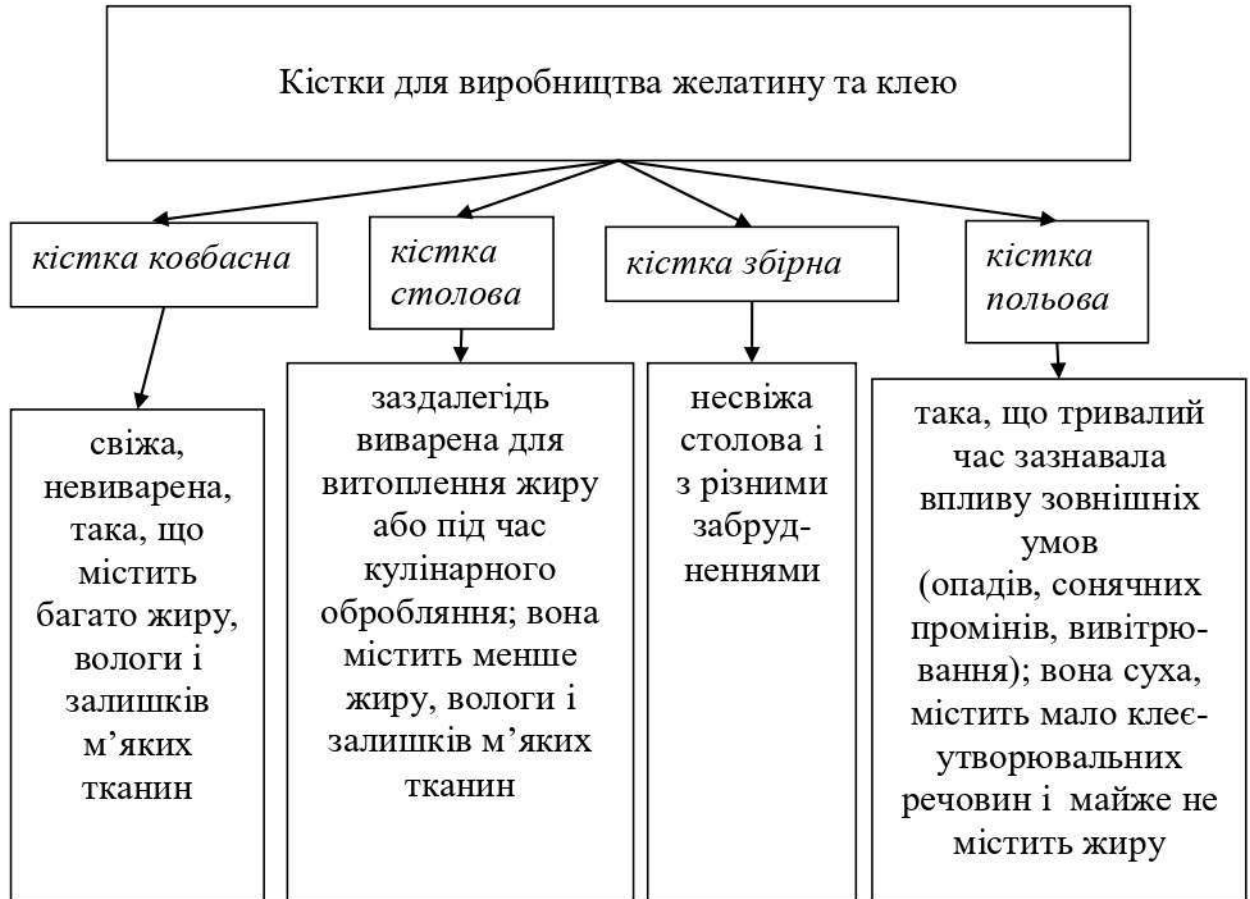 Кістки для виробництва желатину та клею
кістка ковбасна
кістка
столова
кістка збірна
кістка
польова
свіжа,
невиварена,
така, що
містить
багато жиру,
вологи і
залишків
м’яких
тканин
заздалегідь
виварена для
витоплення жиру
або під час
кулінарного
обробляння; вона
містить менше
жиру, вологи і
залишків м’яких
тканин
несвіжа
столова і
з різними
забруд-
неннями
така, що тривалий
час зазнавала
впливу зовнішніх
умов
(опадів, сонячних
промінів, вивітрю-
вання); вона суха,
містить мало клеє-
утворювальних
речовин і майже не
містить жиру